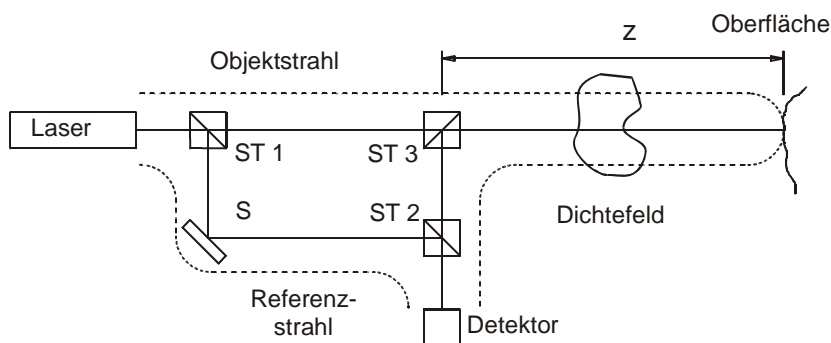 Oberfläche
z
Objektstrahl
Laser
ST 1
ST 3
S
ST 2
Dichtefeld
Referenz-
strahl
Detektor